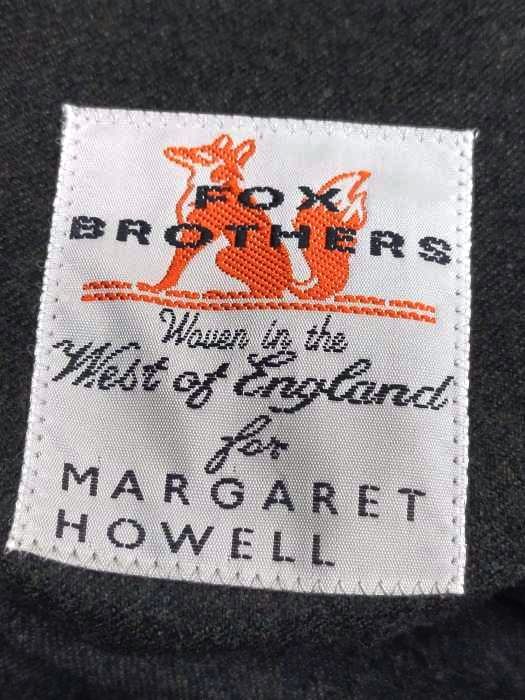 FOX
BROTHERS
Woven in the
West of England
for
MARGARET
HOWELL